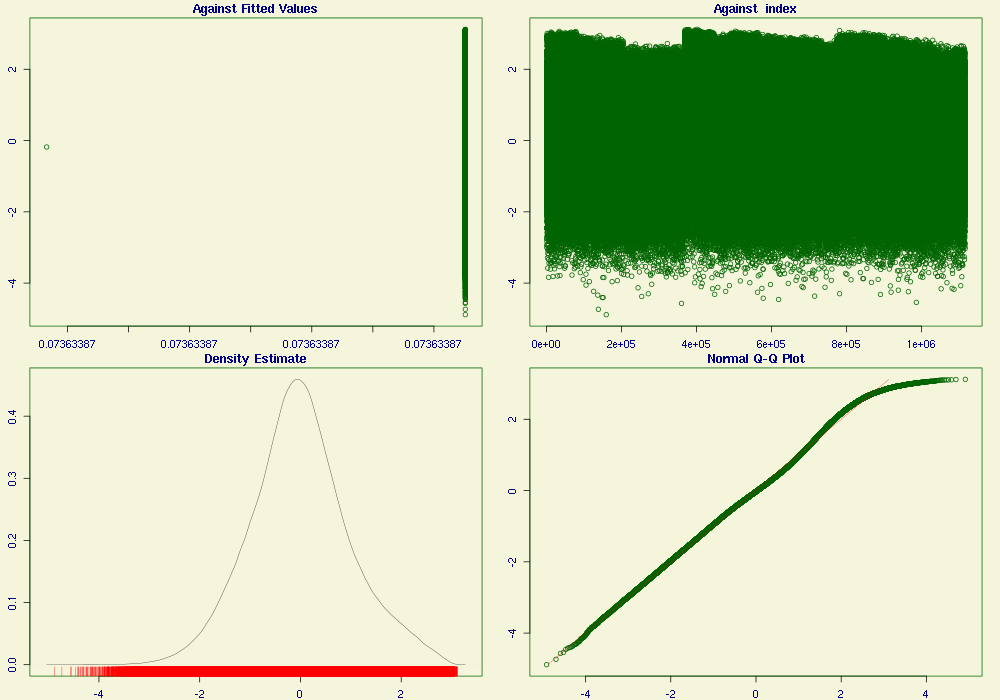 Against Fitted Values
2
0
-2
-4
0.07363387 0.07363387 0.07363387 0.07363387
Against index
2
0
-2
-4
0e+00 2e+05 4e+05 6e+05 8e+05 1e+06
Density Estimate
0.4
0.3
0.2
0.1
0.0
-4 -2 0 2
Normal Q-Q Plot
2
0
-2
-4
-4 -2 0 2 4